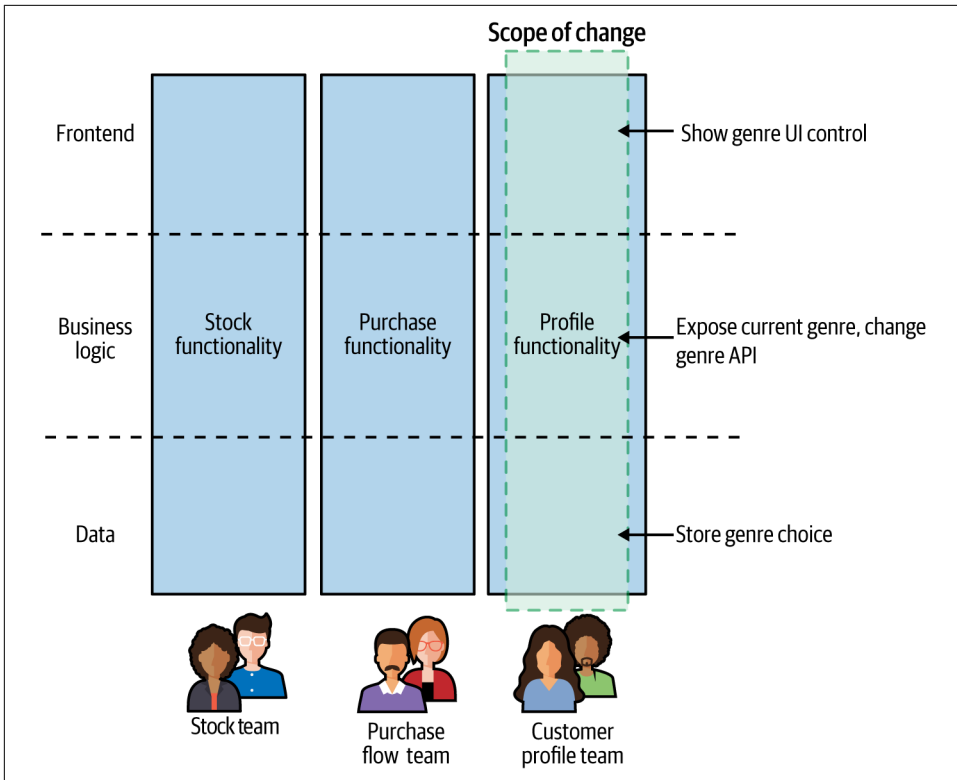 Scope of change
Frontend
Show genre UI control
Business
logic
Stock
functionality
Purchase
functionality
Profile
functionality
Expose current genre, change
genre API
Data
Store genre choice
Stock team
Purchase
flow team
Customer
profile team